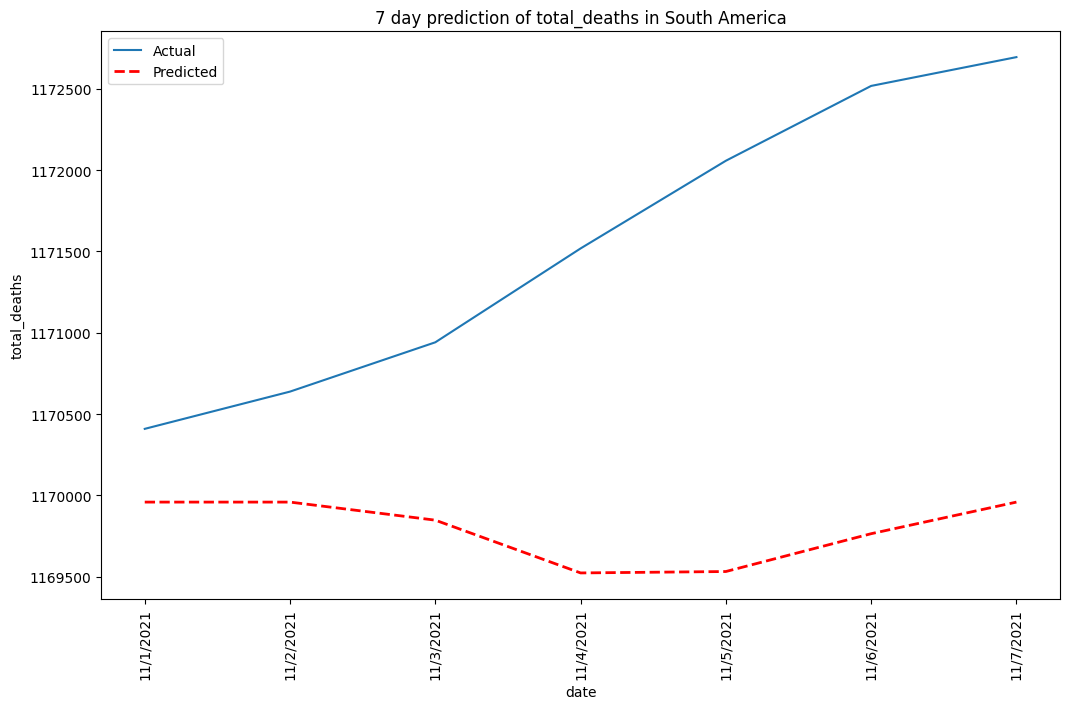 7 day prediction of total_deaths in South America
Actual
Predicted
1172500
1172000
1171500
1171000
1170500
1170000
1169500
total_deaths
11/1/2021
11/2/2021
11/3/2021
11/4/2021
11/5/2021
11/6/2021
11/7/2021
date